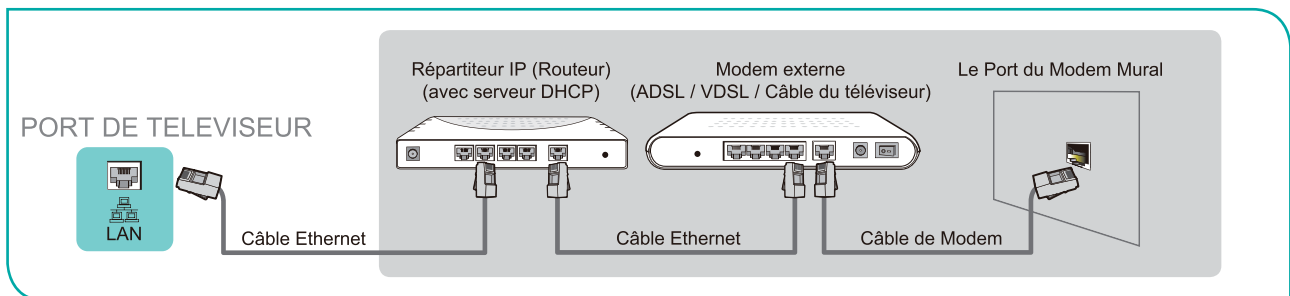 PORT DE TELEVISEUR
LAN
Câble Ethernet
Répartiteur IP (Routeur)
(avec serveur DHCP)
Câble Ethernet
Modem externe
(ADSL / VDSL / Câble du téléviseur)
Câble de Modem
Le Port du Modem Mural